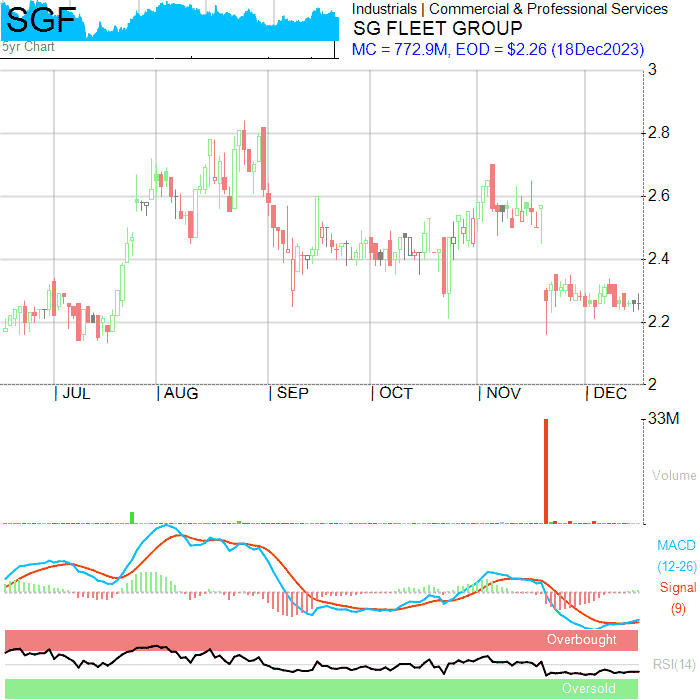 SGF
5yr Chart
Industrials | Commercial & Professional Services
SG FLEET GROUP
MC = 772.9M, EOD = $2.26 (18Dec2023)
3
2.8
2.6
2.4
2.2
2
| JUL | AUG | SEP | OCT | NOV | DEC
33M
Volume
MACD
(12-26)
Signal
(9)
Overbought
RSI(14)
Oversold